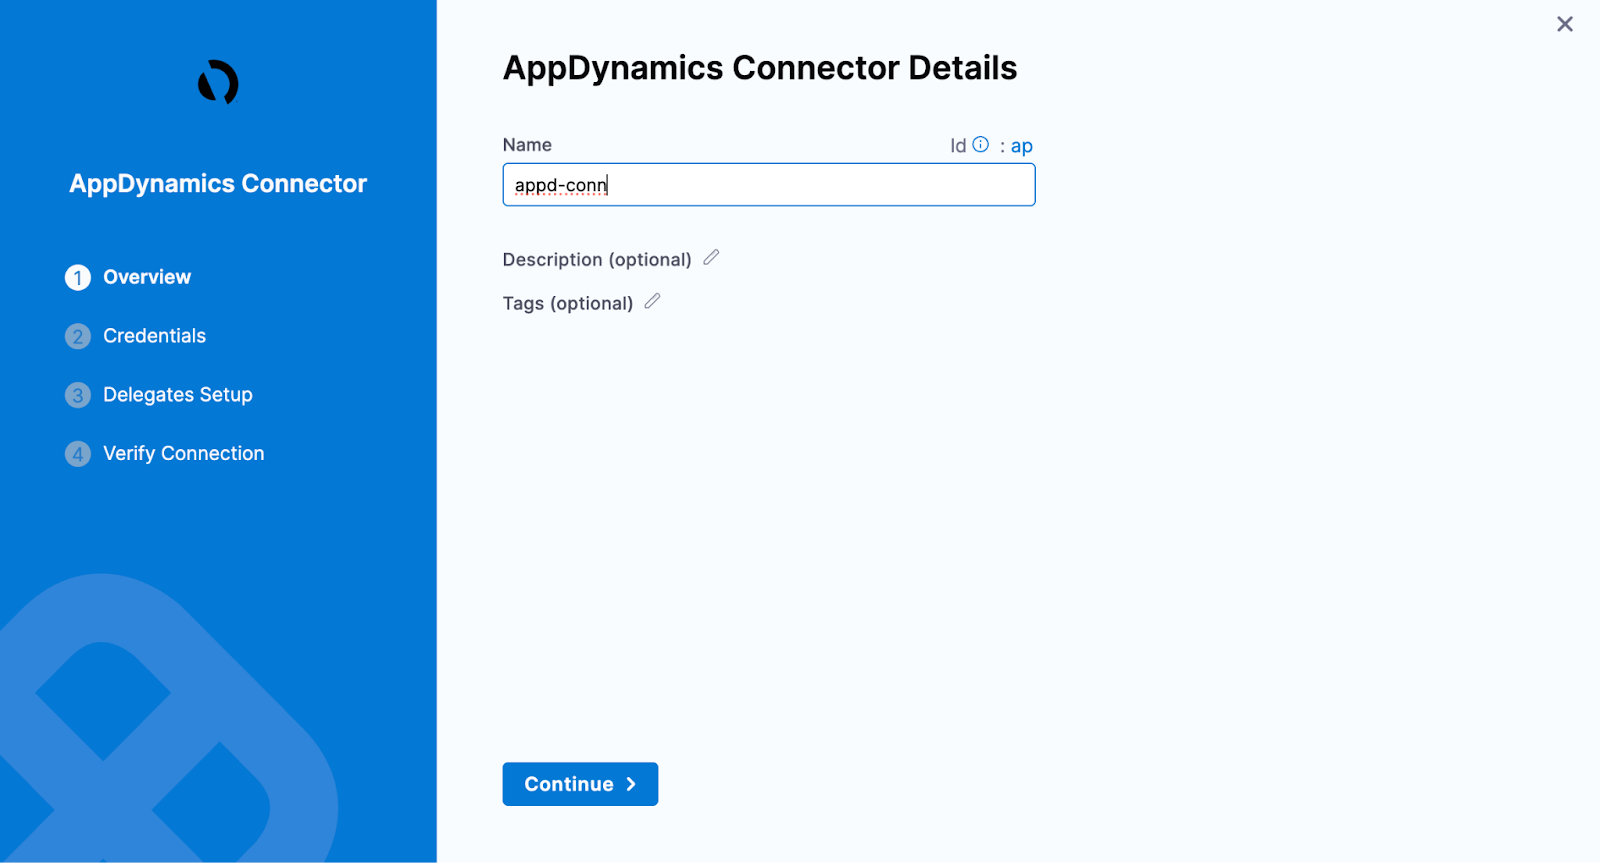 AppDynamics Connector
1 Overview
2 Credentials
3 Delegates Setup
4 Verify Connection
AppDynamics Connector Details
Name
Id : ap
appd-conn
Description (optional)
Tags (optional)
Continue